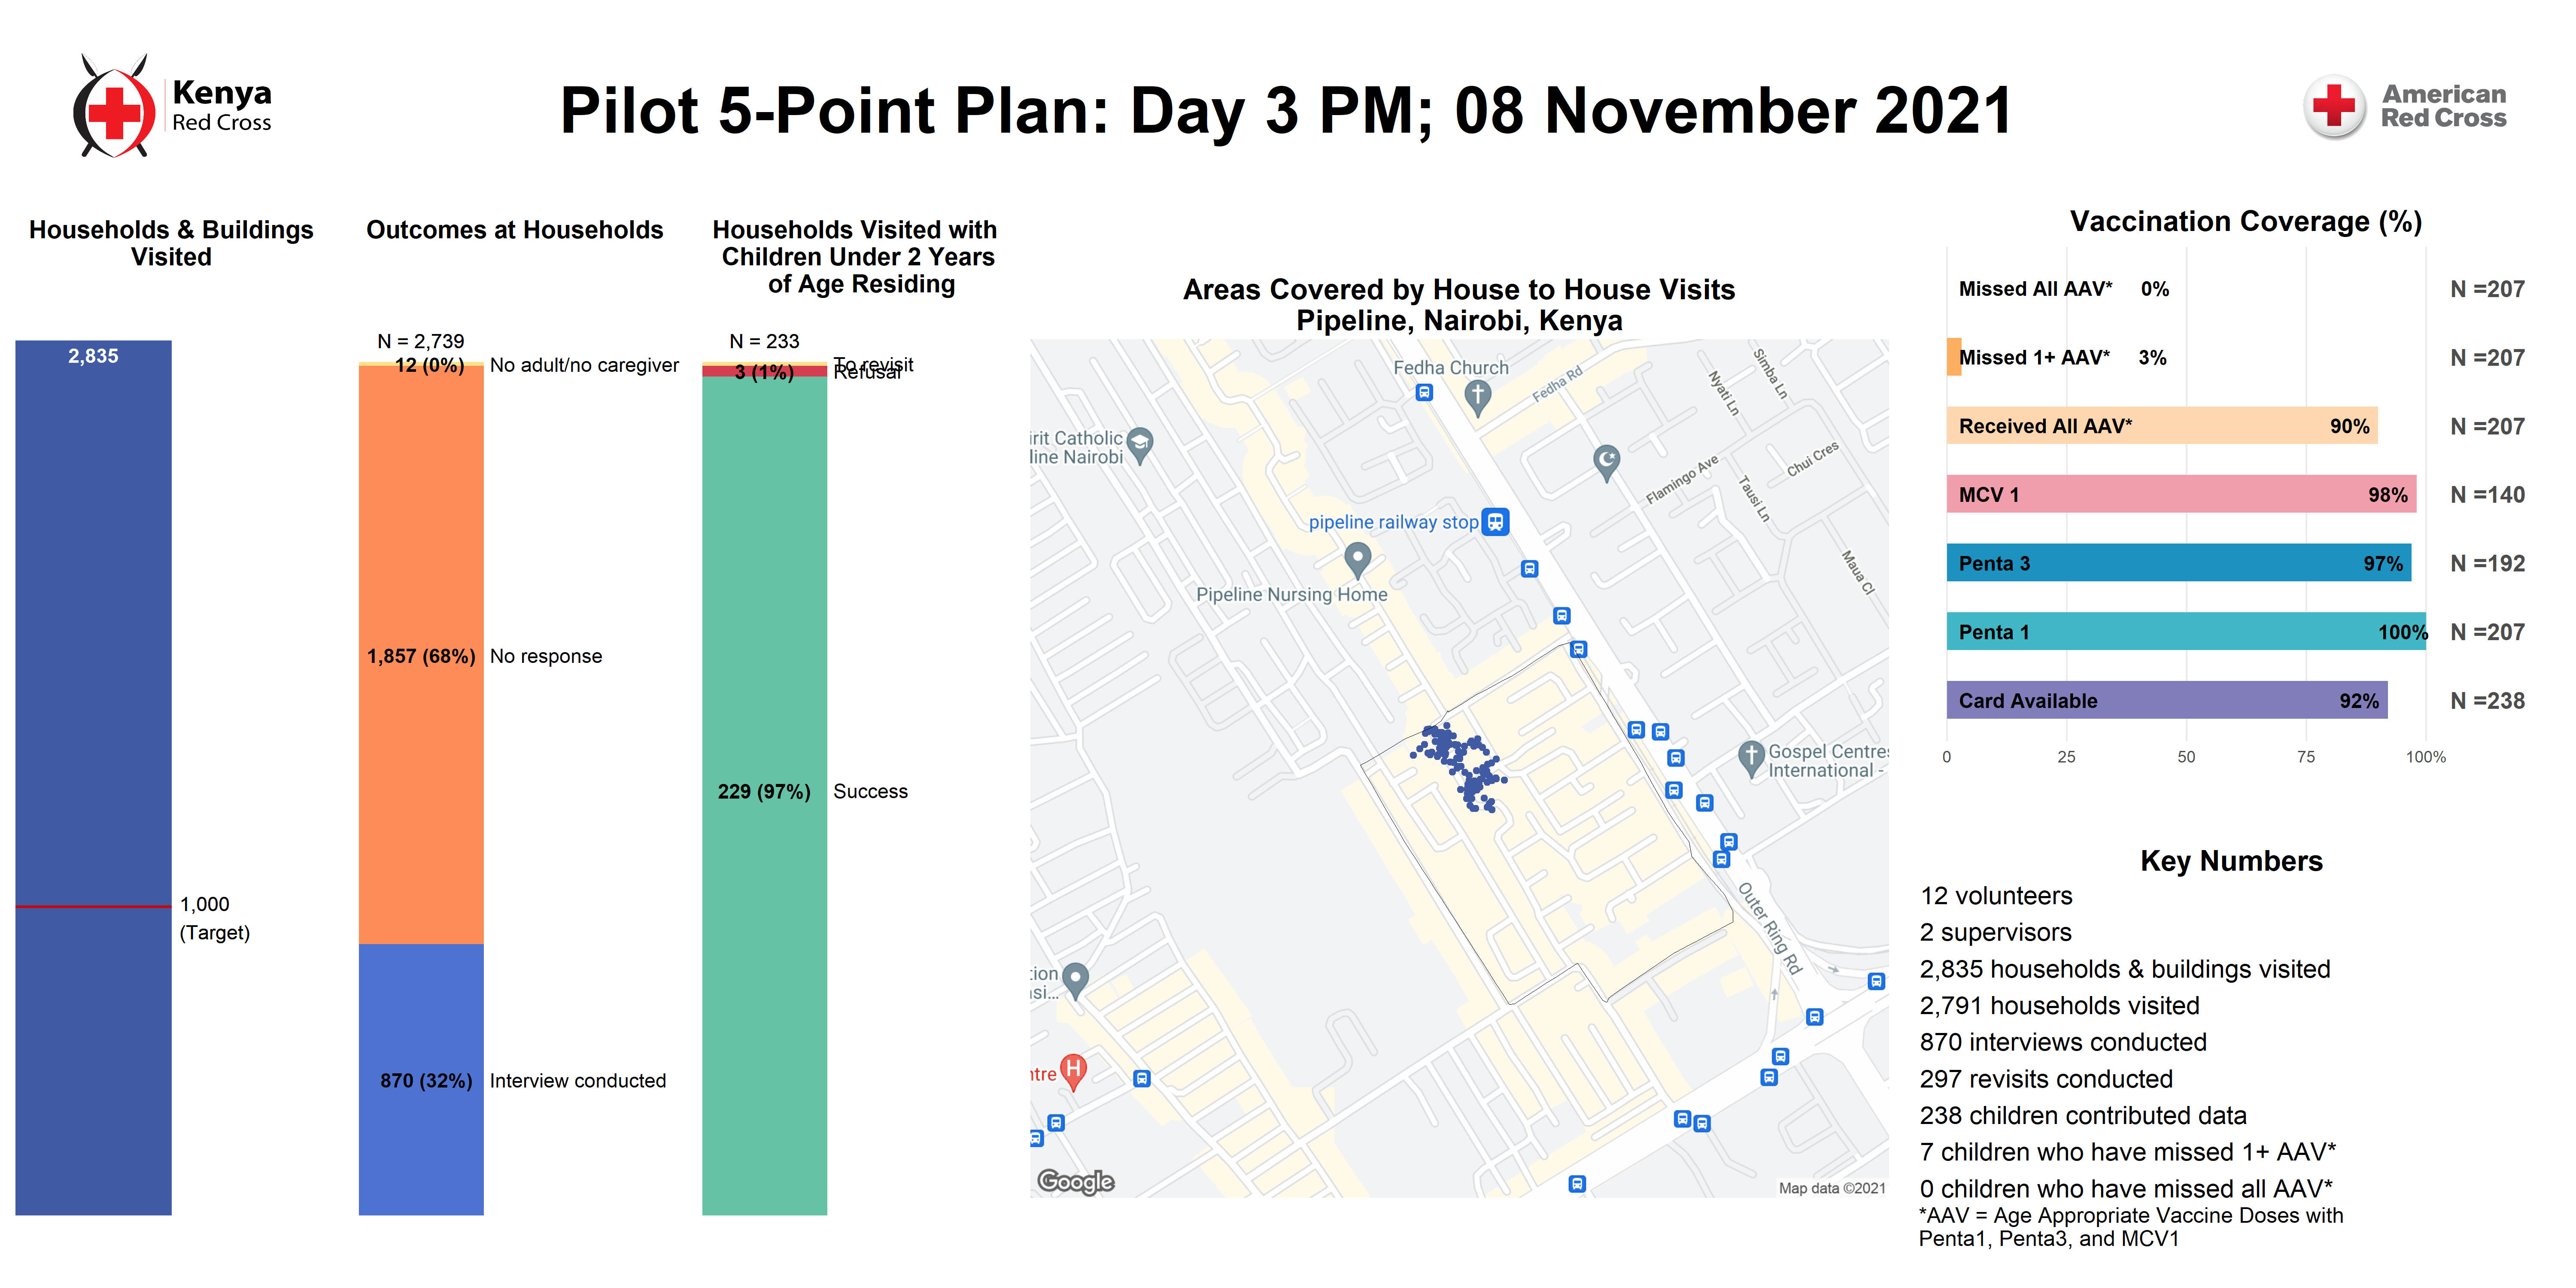 Kenya
Red Cross
Pilot 5-Point Plan: Day 3 PM; 08 November 2021
American
Red Cross
Households & Buildings
Visited
2,835
1,000
(Target)
Outcomes at Households
N = 2,739
12 (0%)
No adult/no caregiver
1,857 (68%)
No response
870 (32%)
Interview conducted
Households Visited with
Children Under 2 Years
of Age Residing
N = 233
To revisit
3 (1%)
Refusal
229 (97%)
Success
Areas Covered by House to House Visits
Pipeline, Nairobi, Kenya
Fedha Church
Fedha Rd
Simba Ln
Nyati Ln
irit Catholic
line Nairobi
Flamingo Ave
Chui Cres
Tausi Ln
pipeline railway stop
Maua Cl
Pipeline Nursing Home
Gospel Centres
International -
Outer Ring Rd
tion
asi...
H
ntre
Google
Map data ©2021
Vaccination Coverage (%)
Missed All AAV* 0% N =207
Missed 1+ AAV* 3% N =207
Received All AAV* 90% N =207
MCV 1 98% N =140
Penta 3 97% N =192
Penta 1 100% N =207
Card Available 92% N =238
0 25 50 75 100%
Key Numbers
12 volunteers
2 supervisors
2,835 households & buildings visited
2,791 households visited
870 interviews conducted
297 revisits conducted
238 children contributed data
7 children who have missed 1+ AAV*
0 children who have missed all AAV*
*AAV = Age Appropriate Vaccine Doses with
Penta1, Penta3, and MCV1